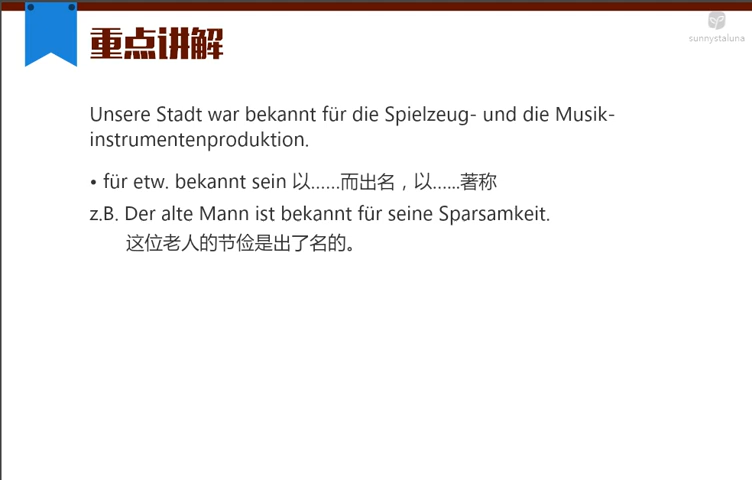 重点讲解
sunnystaluna
Unsere Stadt war bekannt für die Spielzeug- und die Musik-
instrumentenproduktion.
• für etw. bekannt sein 以……而出名，以……著称
z.B. Der alte Mann ist bekannt für seine Sparsamkeit.
这位老人的节俭是出了名的。